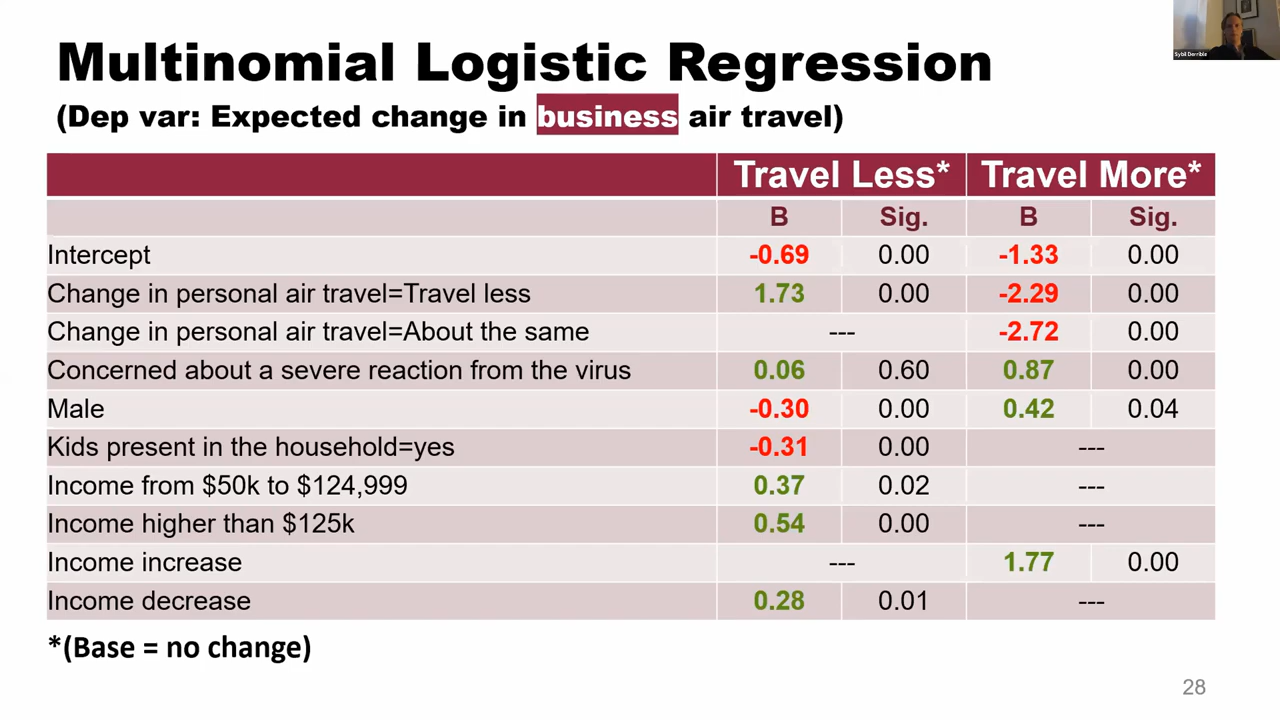 Sybil Derrible
Multinomial Logistic Regression
(Dep var: Expected change in business air travel)
Travel Less* Travel More*
B Sig. B Sig.
Intercept -0.69 0.00 -1.33 0.00
Change in personal air travel=Travel less 1.73 0.00 -2.29 0.00
Change in personal air travel=About the same --- -2.72 0.00
Concerned about a severe reaction from the virus 0.06 0.60 0.87 0.00
Male -0.30 0.00 0.42 0.04
Kids present in the household=yes -0.31 0.00 ---
Income from $50k to $124,999 0.37 0.02 ---
Income higher than $125k 0.54 0.00 ---
Income increase --- 1.77 0.00
Income decrease 0.28 0.01 ---
*(Base = no change)
28